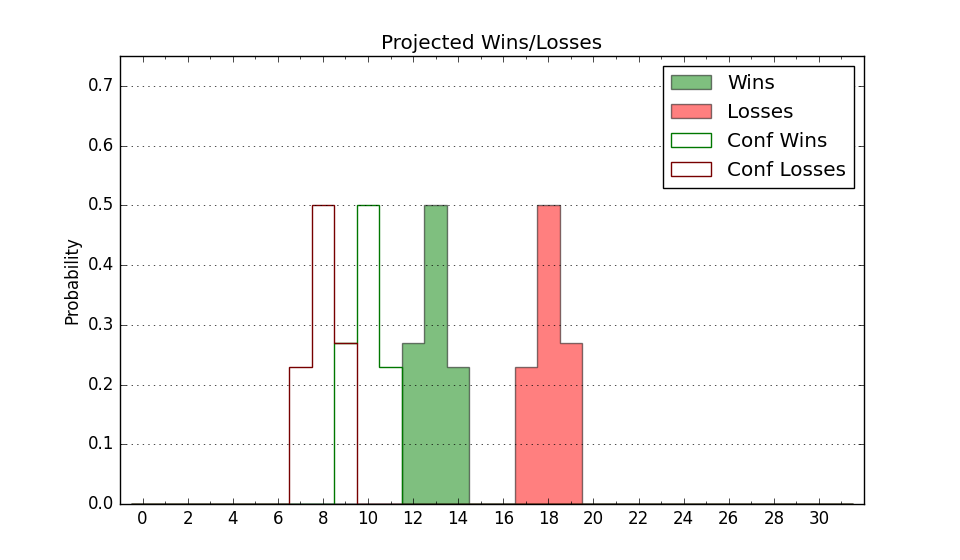 Projected Wins/Losses
Wins
Losses
Conf Wins
Conf Losses
Probability
0.7
0.6
0.5
0.4
0.3
0.2
0.1
0.0
0 2 4 6 8 10 12 14 16 18 20 22 24 26 28 30